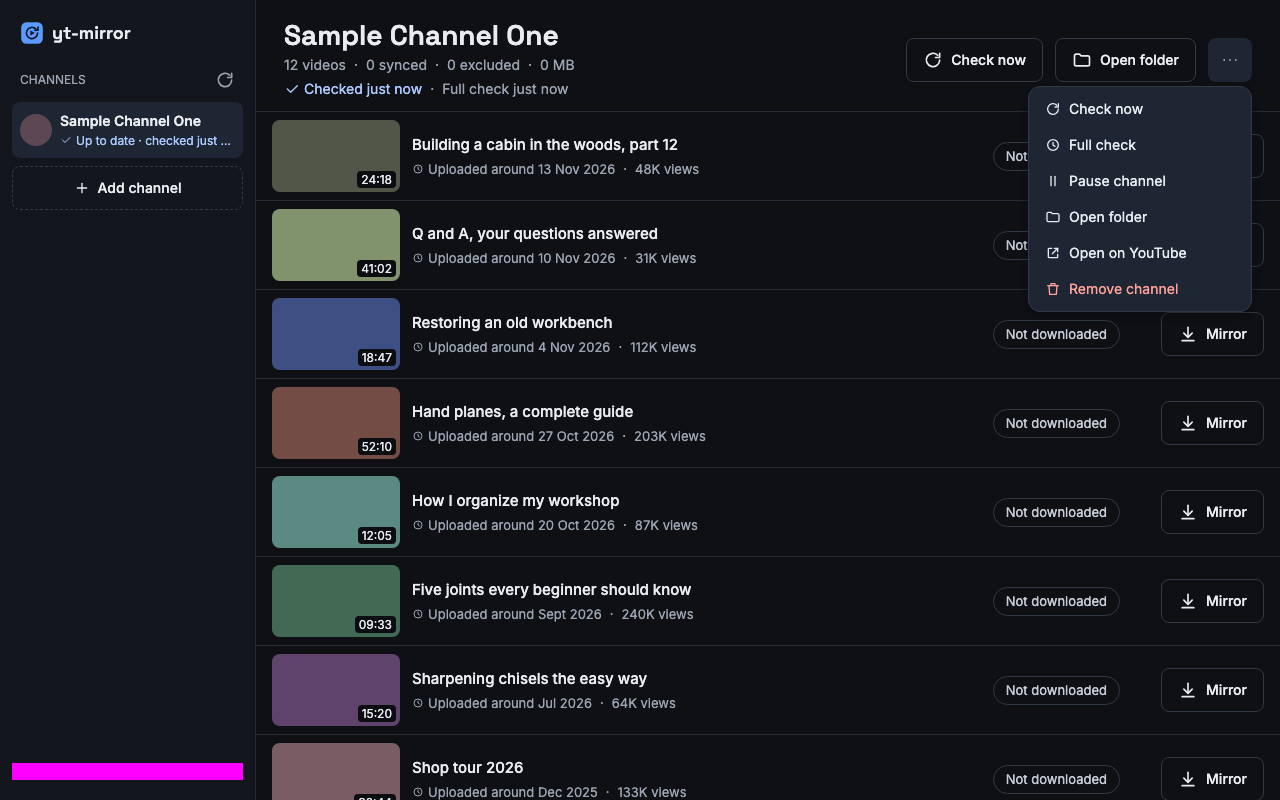 yt-mirror
CHANNELS
Sample Channel One
Up to date · checked just ...
Add channel
Sample Channel One
12 videos · 0 synced · 0 excluded · 0 MB
Checked just now · Full check just now
Check now
Open folder
Check now
Full check
Pause channel
Open folder
Open on YouTube
Remove channel
24:18
Building a cabin in the woods, part 12
Uploaded around 13 Nov 2026 · 48K views
Not
41:02
Q and A, your questions answered
Uploaded around 10 Nov 2026 · 31K views
Not
18:47
Restoring an old workbench
Uploaded around 4 Nov 2026 · 112K views
Not downloaded
Mirror
52:10
Hand planes, a complete guide
Uploaded around 27 Oct 2026 · 203K views
Not downloaded
Mirror
12:05
How I organize my workshop
Uploaded around 20 Oct 2026 · 87K views
Not downloaded
Mirror
09:33
Five joints every beginner should know
Uploaded around Sept 2026 · 240K views
Not downloaded
Mirror
15:20
Sharpening chisels the easy way
Uploaded around Jul 2026 · 64K views
Not downloaded
Mirror
Shop tour 2026
Uploaded around Dec 2025 · 133K views
Not downloaded
Mirror